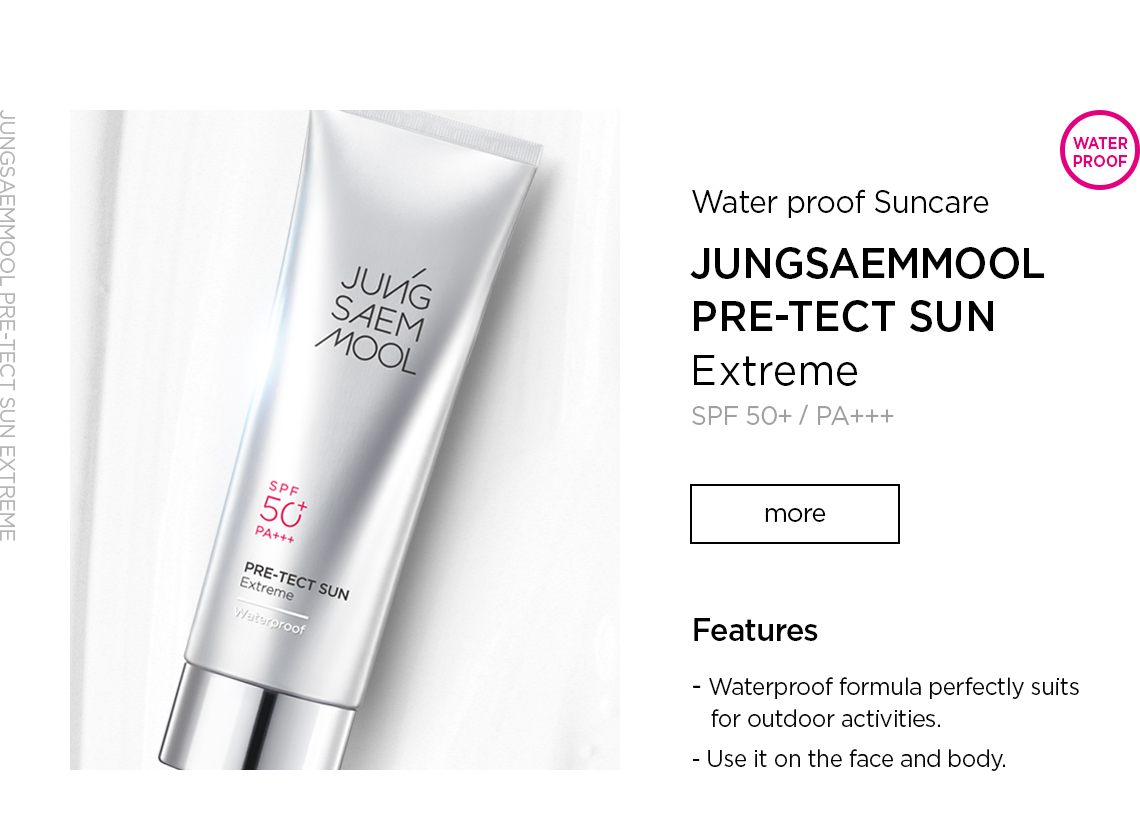 JUNGSAEMMOOL PRE-TECT SUN EXTREME
JUNG
SAEM
MOOL
SPF
50+
PA+++
PRE-TECT SUN
Extreme
Waterproof
WATER
PROOF
Water proof Suncare
JUNGSAEMMOOL
PRE-TECT SUN
Extreme
SPF 50+ / PA+++
more
Features
- Waterproof formula perfectly suits
for outdoor activities.
- Use it on the face and body.